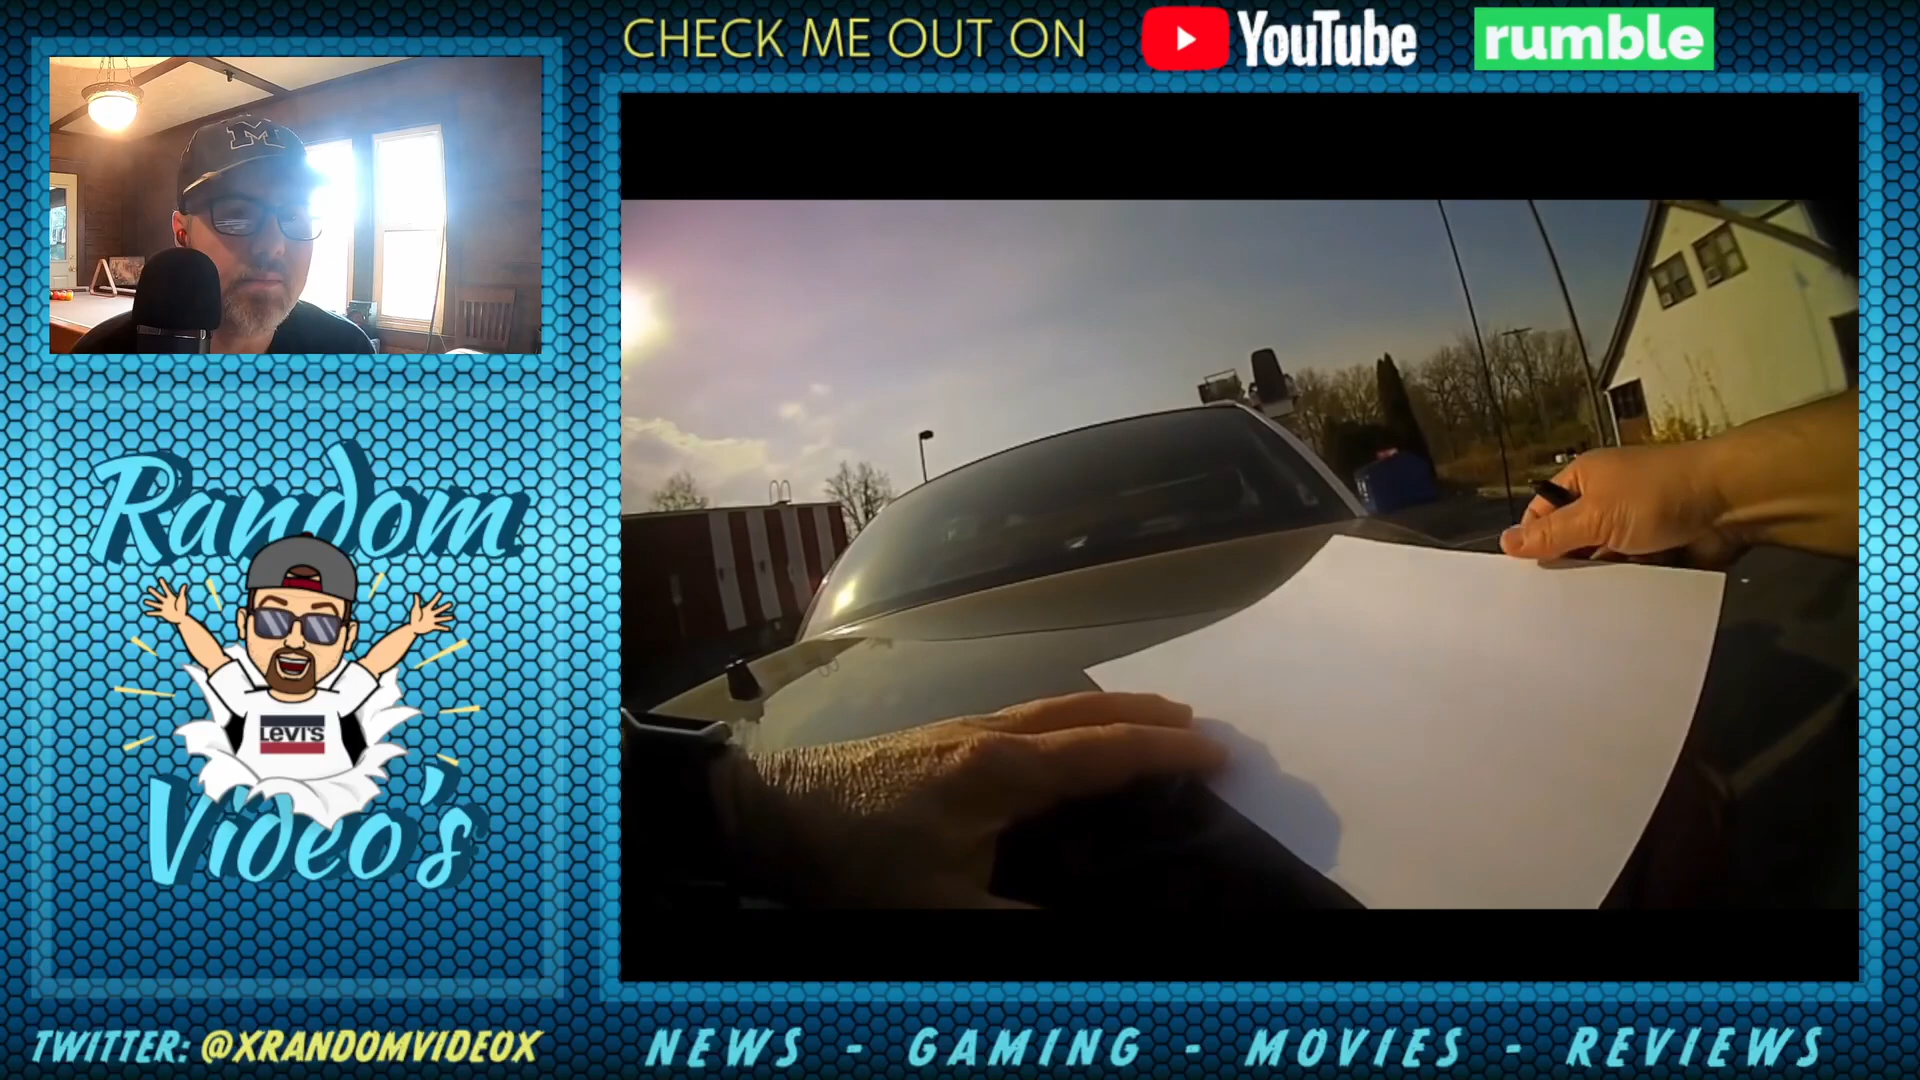 CHECK ME OUT ON YouTube rumble
M
Random
LEVI'S
Video's
TWITTER: @XRANDOMVIDEOX
NEWS - GAMING - MOVIES - REVIEWS